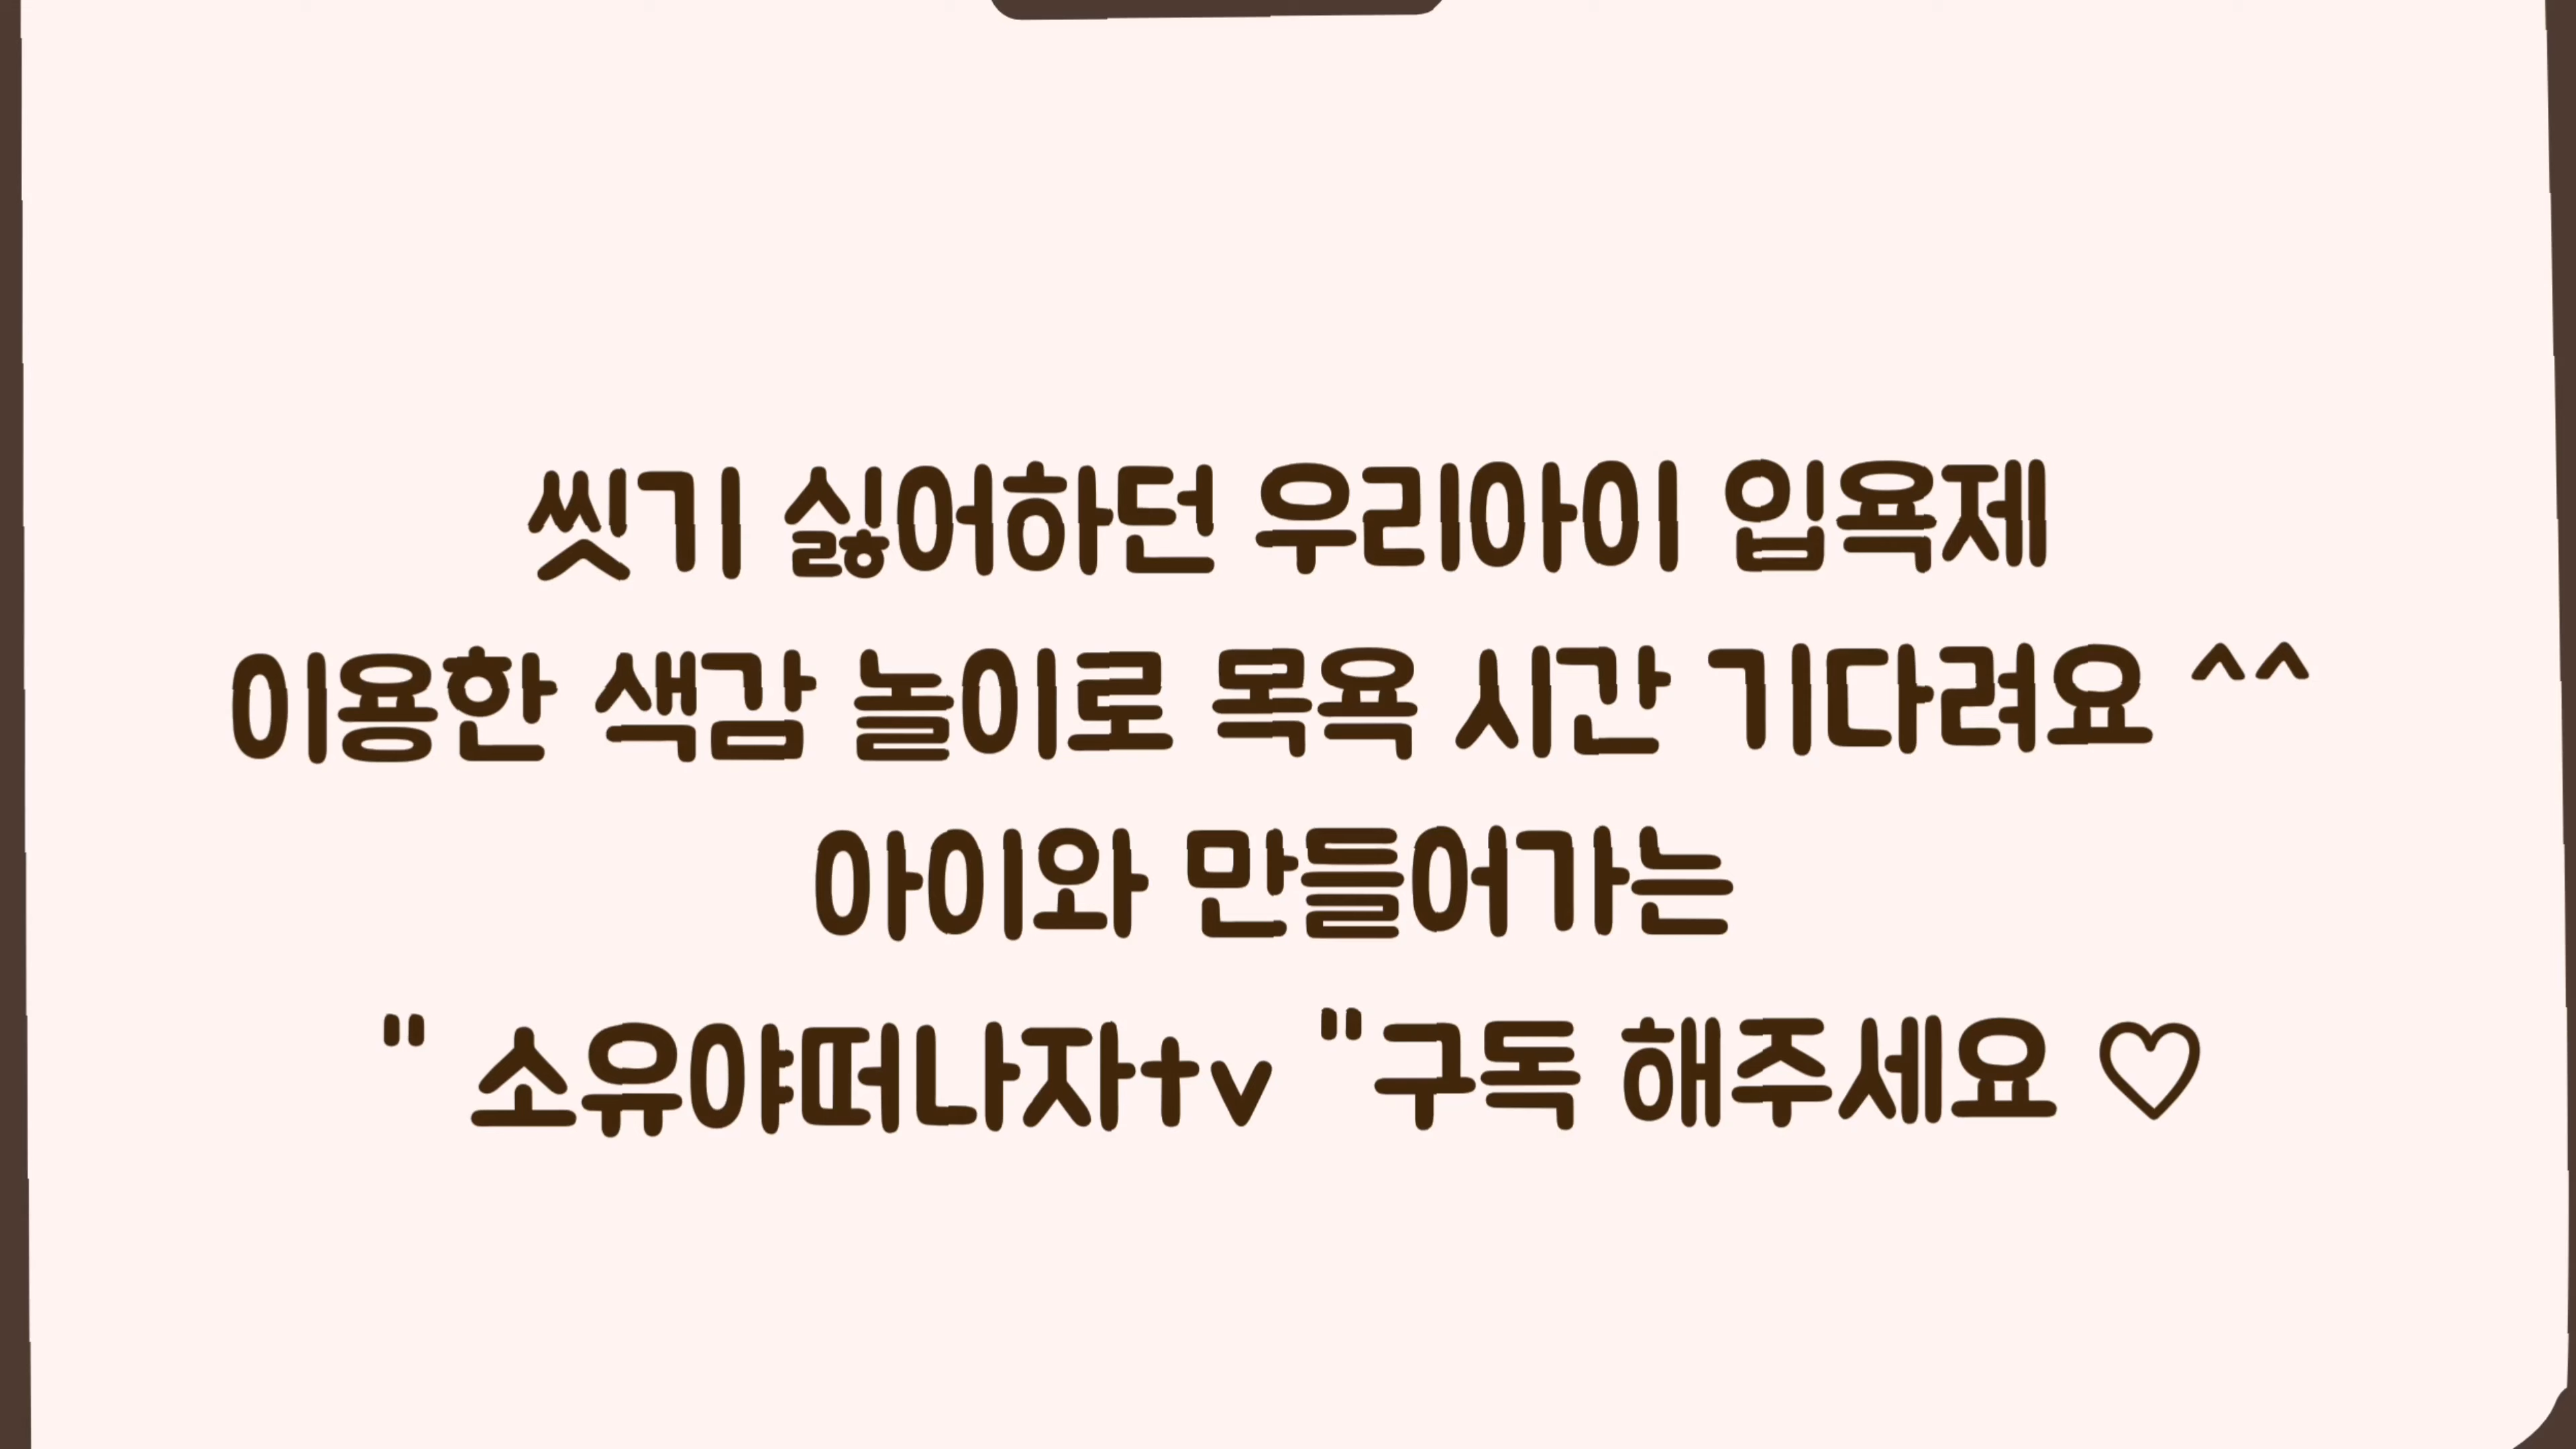 씻기 싫어하던 우리아이 입욕제
이용한 색감 놀이로 목욕 시간 기다려요 ^^
아이와 만들어가는
" 소유야떠나자tv "구독 해주세요 ♡